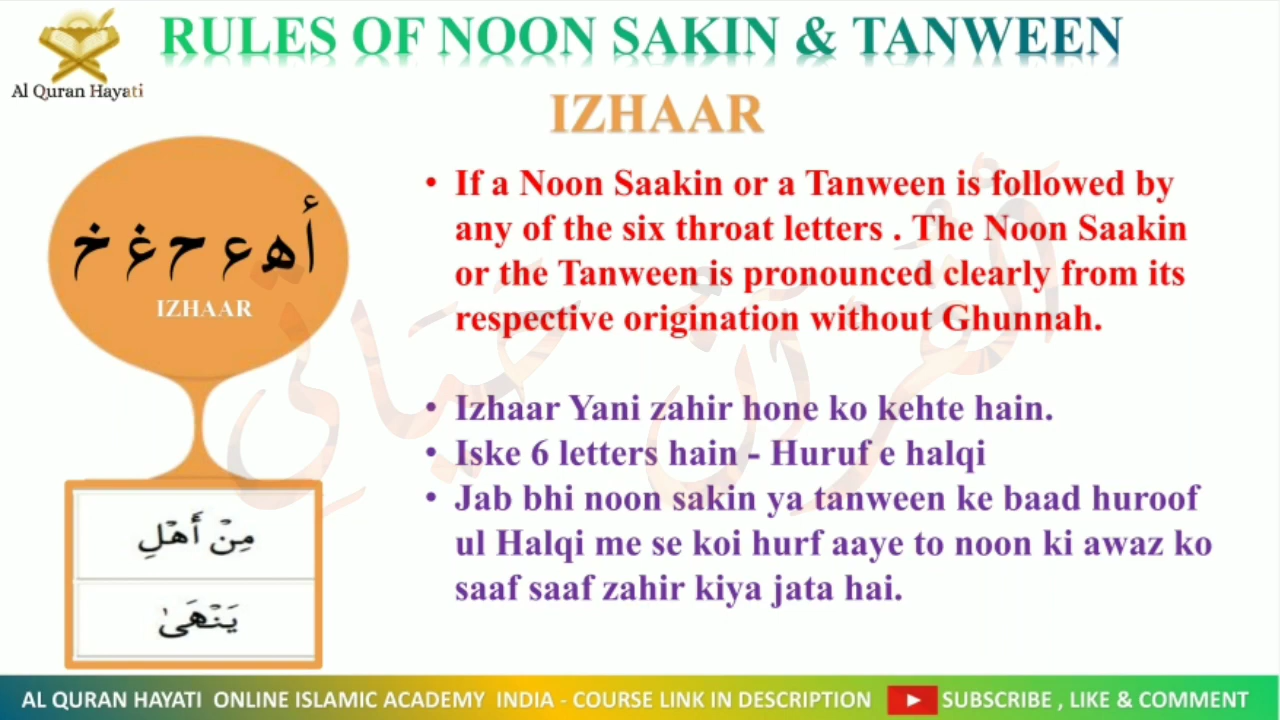 Al Quran Hayati
RULES OF NOON SAKIN & TANWEEN
IZHAAR
أ ه ع ح غ خ
IZHAAR
مِنْ أَهْلِ
يَنْهَىٰ
• If a Noon Saakin or a Tanween is followed by
any of the six throat letters . The Noon Saakin
or the Tanween is pronounced clearly from its
respective origination without Ghunnah.
• Izhaar Yani zahir hone ko kehte hain.
• Iske 6 letters hain - Huruf e halqi
• Jab bhi noon sakin ya tanween ke baad huroof
ul Halqi me se koi hurf aaye to noon ki awaz ko
saaf saaf zahir kiya jata hai.
القُرآن حَيَاتِي
AL QURAN HAYATI ONLINE ISLAMIC ACADEMY INDIA - COURSE LINK IN DESCRIPTION SUBSCRIBE , LIKE & COMMENT